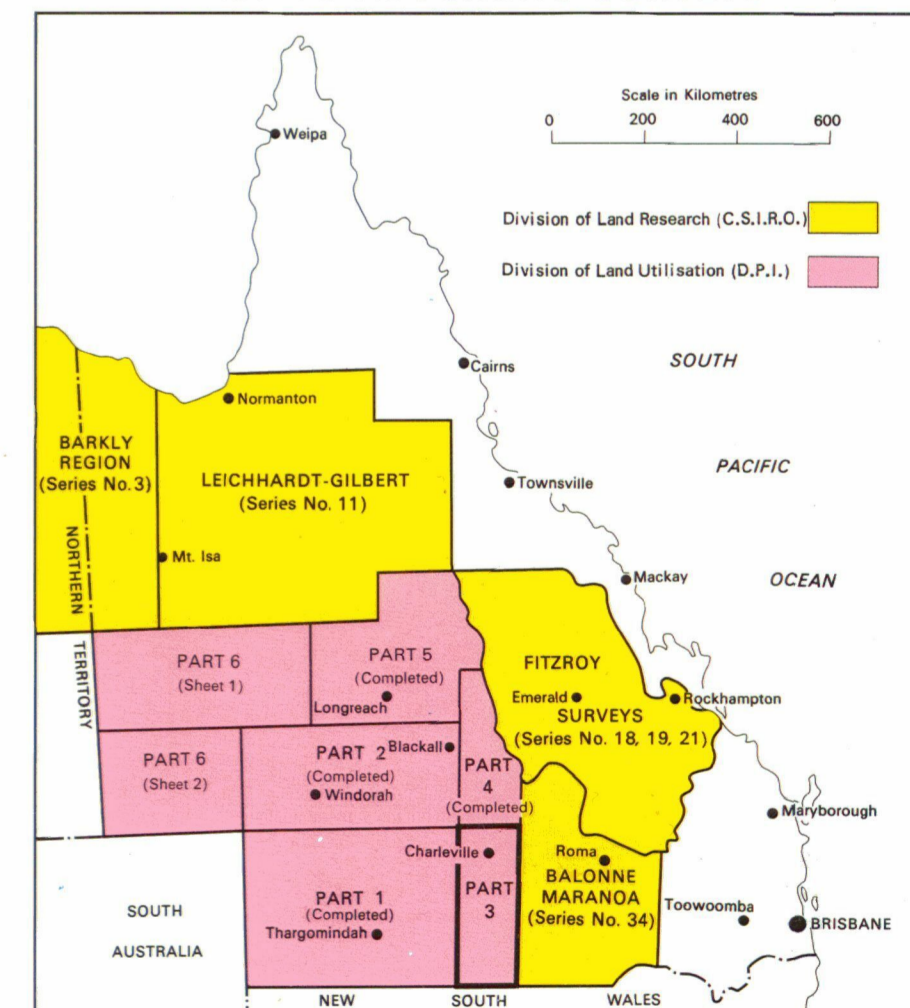 Scale in Kilometres
0 200 400 600
Weipa
Division of Land Research (C.S.I.R.O.)
Division of Land Utilisation (D.P.I.)
SOUTH
PACIFIC
OCEAN
Cairns
Normanton
BARKLY
REGION
(Series No. 3)
LEICHHARDT-GILBERT
(Series No. 11)
Townsville
Mt. Isa
NORTHERN
TERRITORY
Mackay
PART 6
(Sheet 1)
PART 5
(Completed)
Longreach
FITZROY
Emerald
SURVEYS
(Series No. 18, 19, 21)
Rockhampton
PART 6
(Sheet 2)
PART 2
(Completed)
Windorah
Blackall
PART
4
(Completed)
Maryborough
Charleville
PART
3
Roma
BALONNE
MARANOA
(Series No. 34)
Toowoomba
BRISBANE
PART 1
(Completed)
Thargomindah
SOUTH
AUSTRALIA
NEW SOUTH WALES